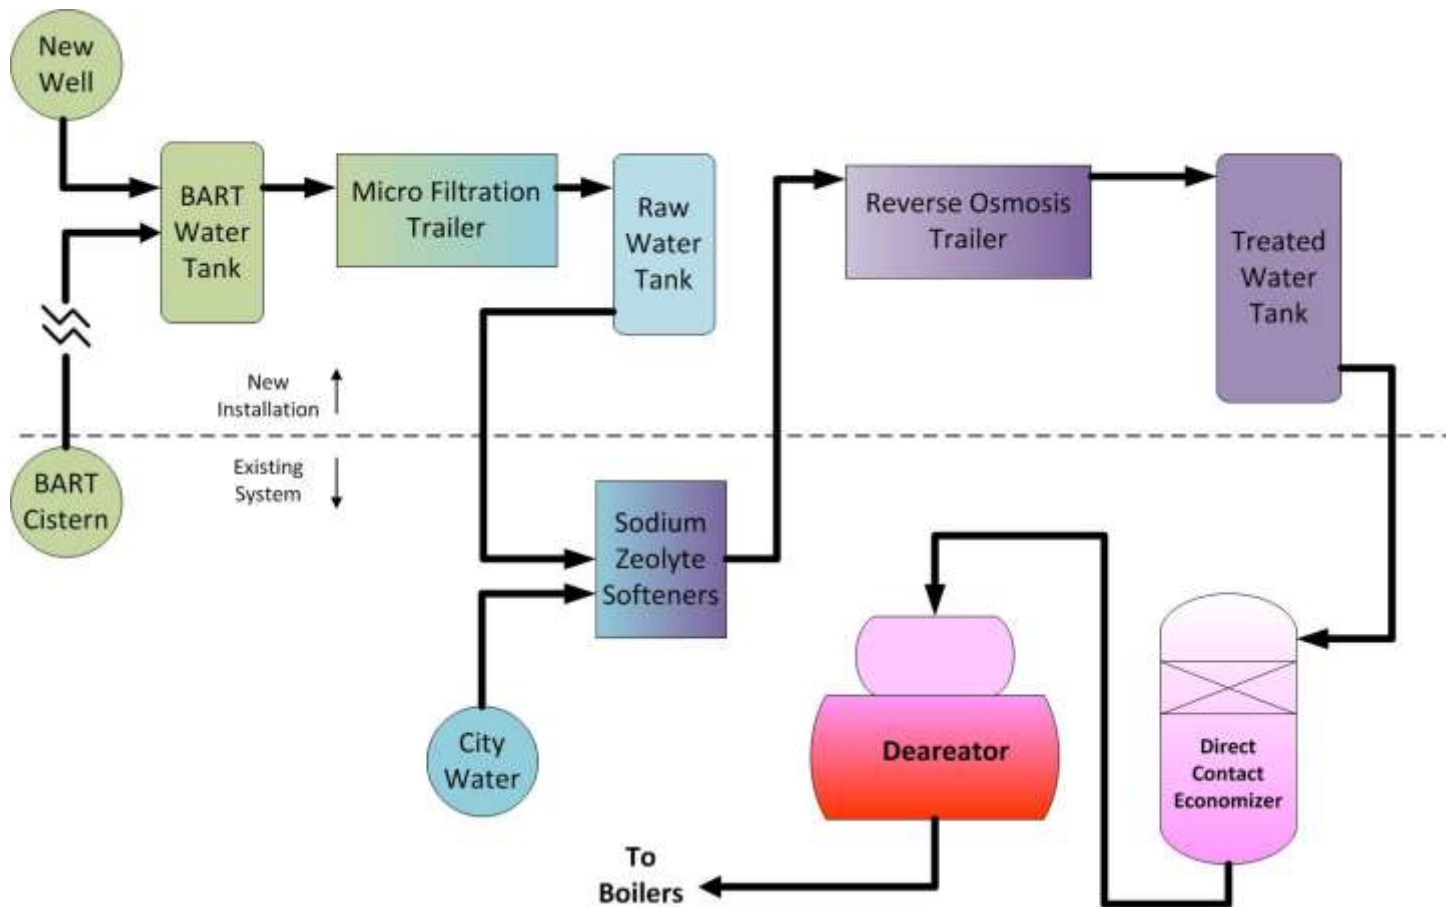 New
Well
BART
Water
Tank
Micro Filtration
Trailer
Raw
Water
Tank
Reverse Osmosis
Trailer
Treated
Water
Tank
New
Installation
Existing
System
BART
Cistern
Sodium
Zeolyte
Softeners
City
Water
Deareator
Direct
Contact
Economizer
To
Boilers